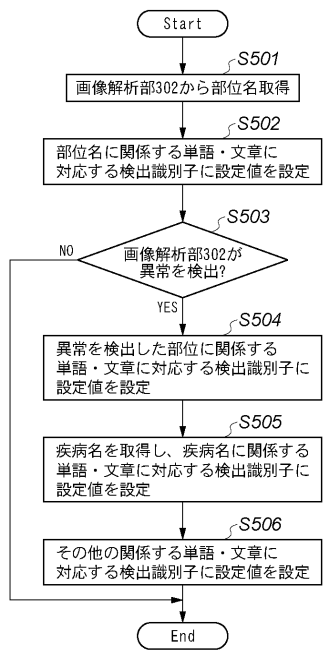 Start
S501
画像解析部302から部位名取得
S502
部位名に関係する単語・文章に
対応する検出識別子に設定値を設定
S503
画像解析部302が
異常を検出?
NO
YES
S504
異常を検出した部位に関係する
単語・文章に対応する検出識別子に
設定値を設定
S505
疾病名を取得し、疾病名に関係する
単語・文章に対応する検出識別子に
設定値を設定
S506
その他の関係する単語・文章に
対応する検出識別子に設定値を設定
End